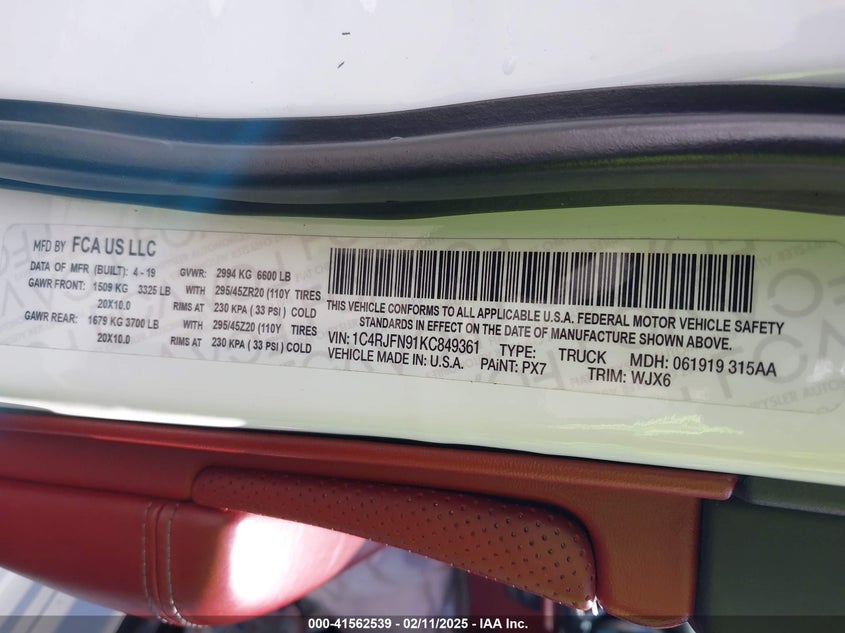 MFD BY FCA US LLC
DATE OF MFR (BUILT): 4 - 19 GVWR: 2994 KG 6600 LB
GAWR FRONT: 1509 KG 3325 LB WITH 295/45ZR20 (110Y TIRES
20X10.0 RIMS AT 230 KPA ( 33 PSI ) COLD
GAWR REAR: 1679 KG 3700 LB WITH 295/45Z20 (110Y TIRES
20X10.0 RIMS AT 230 KPA ( 33 PSI ) COLD
THIS VEHICLE CONFORMS TO ALL APPLICABLE U.S.A. FEDERAL MOTOR VEHICLE SAFETY
STANDARDS IN EFFECT ON THE DATE OF MANUFACTURE SHOWN ABOVE.
VIN: 1C4RJFN91KC849361 TYPE: TRUCK MDH: 061919 315AA
VEHICLE MADE IN U.S.A. PAINT: PX7 TRIM: WJX6
000-41562539 - 02/11/2025 - IAA Inc.